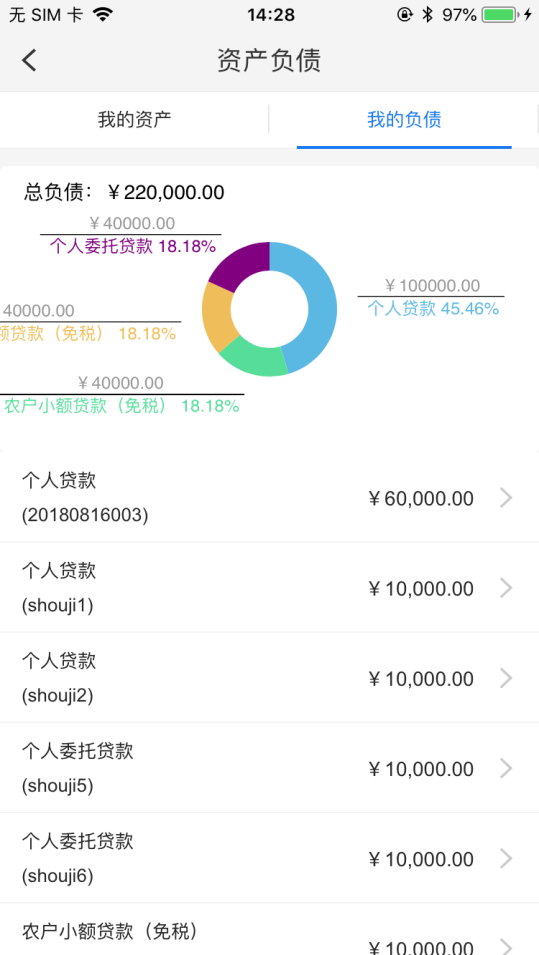 无 SIM 卡 14:28 97%
资产负债
我的资产 我的负债
总负债：￥220,000.00
￥40000.00
个人委托贷款 18.18%
￥100000.00
个人贷款 45.46%
40000.00
额贷款（免税） 18.18%
￥40000.00
农户小额贷款（免税） 18.18%
个人贷款
(20180816003)
￥60,000.00
个人贷款
(shouji1)
￥10,000.00
个人贷款
(shouji2)
￥10,000.00
个人委托贷款
(shouji5)
￥10,000.00
个人委托贷款
(shouji6)
￥10,000.00
农户小额贷款（免税）
￥10,000.00